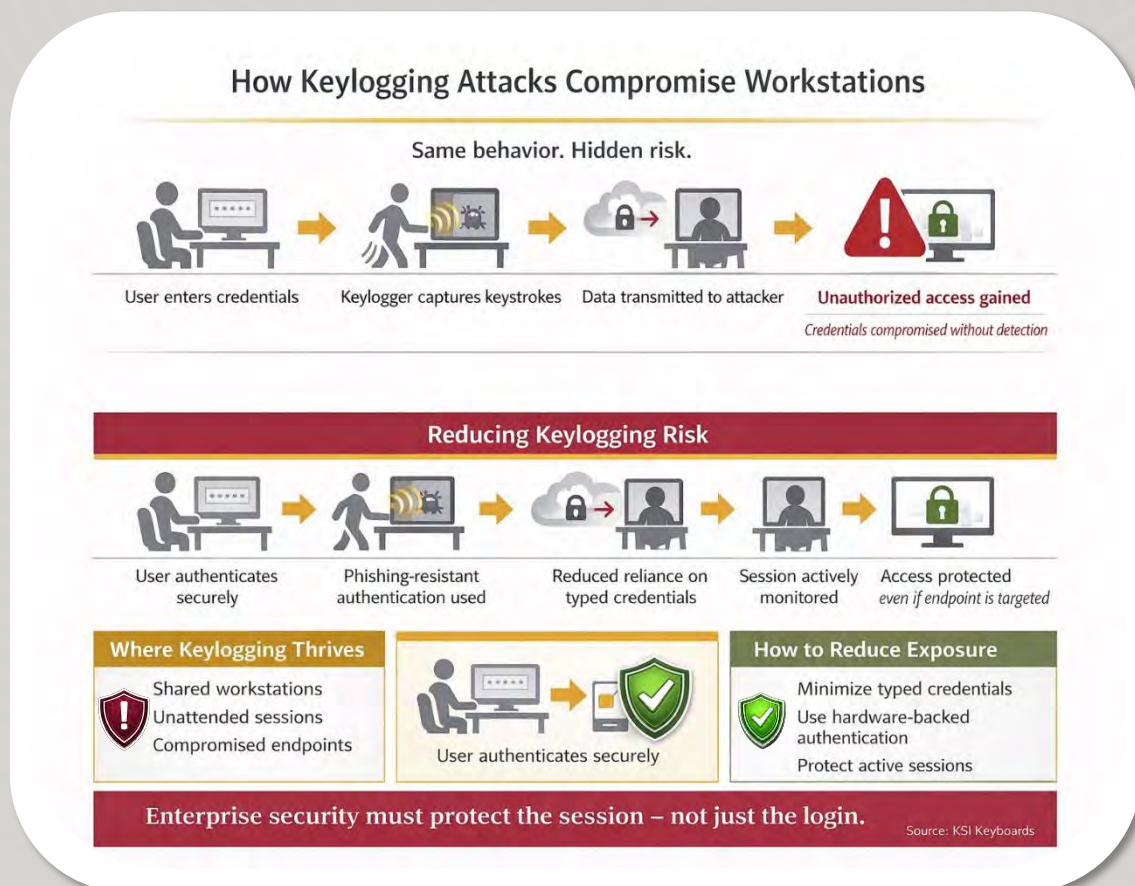 How Keylogging Attacks Compromise Workstations
Same behavior. Hidden risk.
User enters credentials
Keylogger captures keystrokes
Data transmitted to attacker
Unauthorized access gained
Credentials compromised without detection
Reducing Keylogging Risk
User authenticates
securely
Phishing-resistant
authentication used
Reduced reliance on
typed credentials
Session actively
monitored
Access protected
even if endpoint is targeted
Where Keylogging Thrives
Shared workstations
Unattended sessions
Compromised endpoints
User authenticates securely
How to Reduce Exposure
Minimize typed credentials
Use hardware-backed
authentication
Protect active sessions
Enterprise security must protect the session – not just the login.
Source: KSI Keyboards